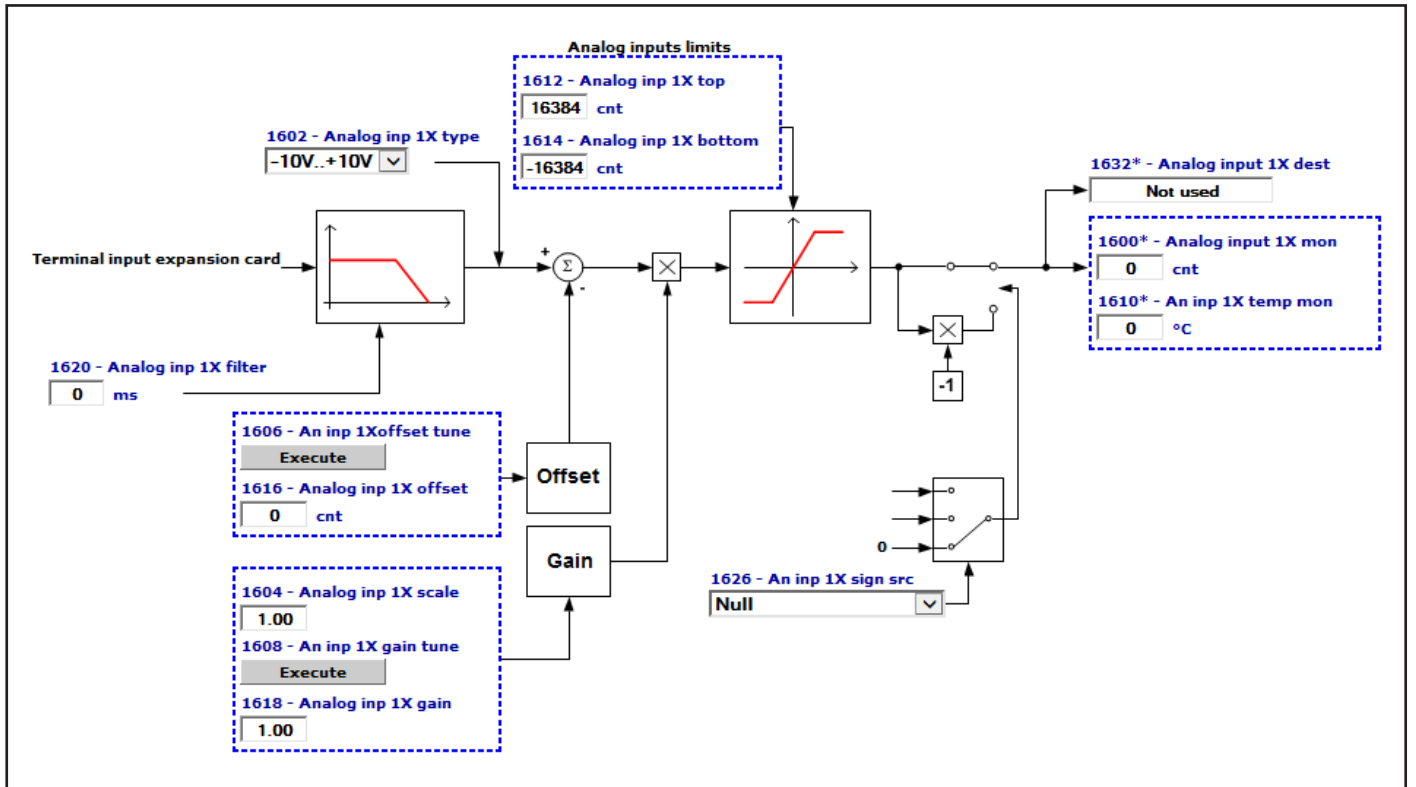 Analog inputs limits
1612 - Analog inp 1X top
16384 cnt
1614 - Analog inp 1X bottom
-16384 cnt
1602 - Analog inp 1X type
-10V..+10V
1632* - Analog input 1X dest
Not used
1600* - Analog input 1X mon
0 cnt
1610* - An inp 1X temp mon
0 °C
Terminal input expansion card
+
Σ
-
-1
1620 - Analog inp 1X filter
0 ms
1606 - An inp 1Xoffset tune
Execute
1616 - Analog inp 1X offset
0 cnt
Offset
Gain
1604 - Analog inp 1X scale
1.00
1608 - An inp 1X gain tune
Execute
1618 - Analog inp 1X gain
1.00
0
1626 - An inp 1X sign src
Null